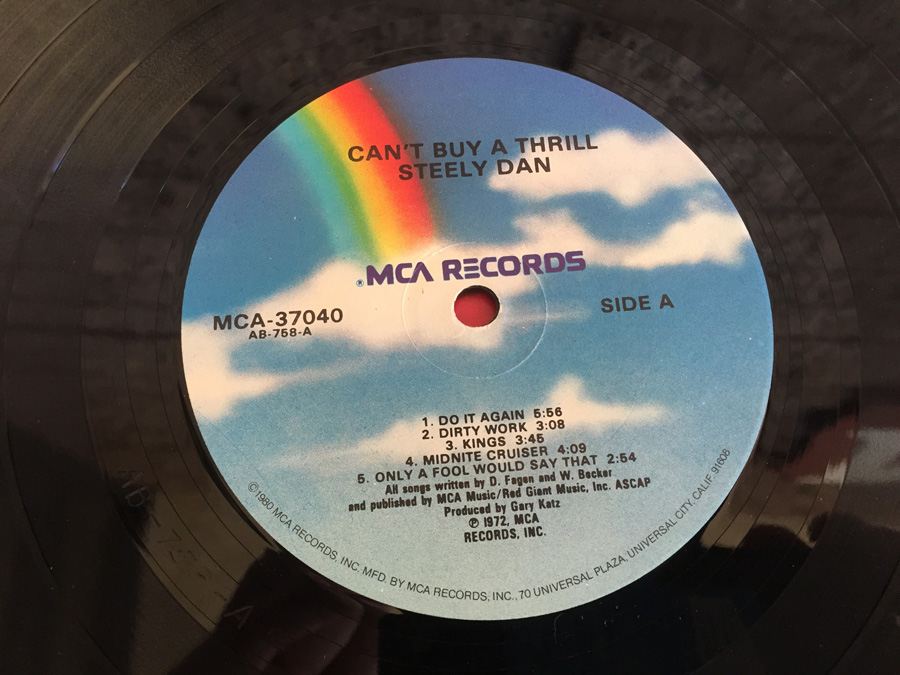 CAN'T BUY A THRILL
STEELY DAN
® MCA RECORDS
MCA-37040
AB-758-A
SIDE A
1. DO IT AGAIN 5:56
2. DIRTY WORK 3:08
3. KINGS 3:45
4. MIDNITE CRUISER 4:09
5. ONLY A FOOL WOULD SAY THAT 2:54
All songs written by D. Fagen and W. Becker
and published by MCA Music/Red Giant Music, Inc. ASCAP
Produced by Gary Katz
℗ 1972, MCA
RECORDS, INC.
©1980 MCA RECORDS, INC. MFD. BY MCA RECORDS, INC., 70 UNIVERSAL PLAZA, UNIVERSAL CITY, CALIF. 91608